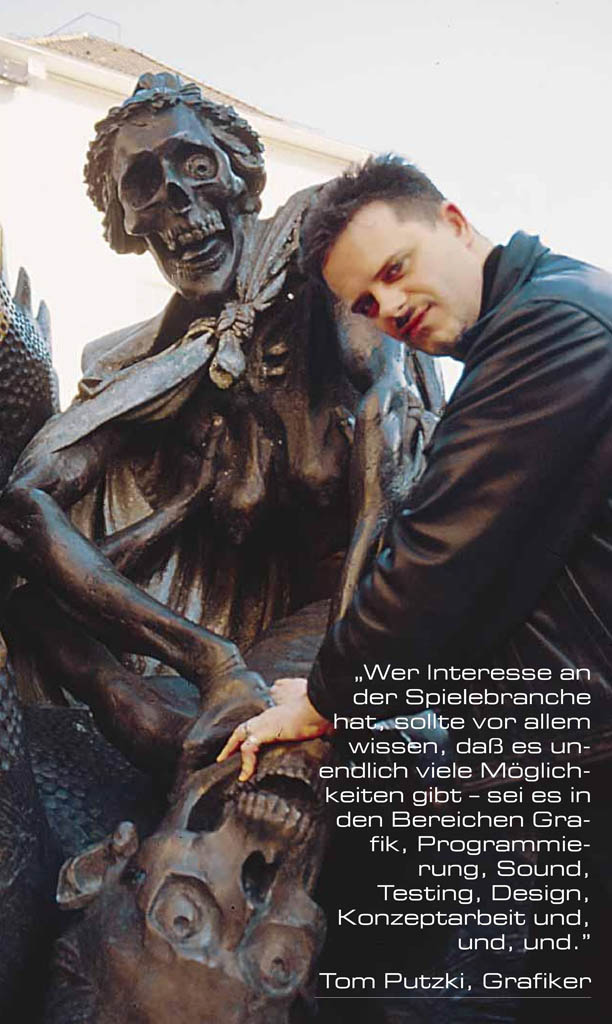 „Wer Interesse an
der Spielebranche
hat, sollte vor allem
wissen, daß es un-
endlich viele Möglich-
keiten gibt – sei es in
den Bereichen Gra-
fik, Programmie-
rung, Sound,
Testing, Design,
Konzeptarbeit und,
und, und.”
Tom Putzki, Grafiker